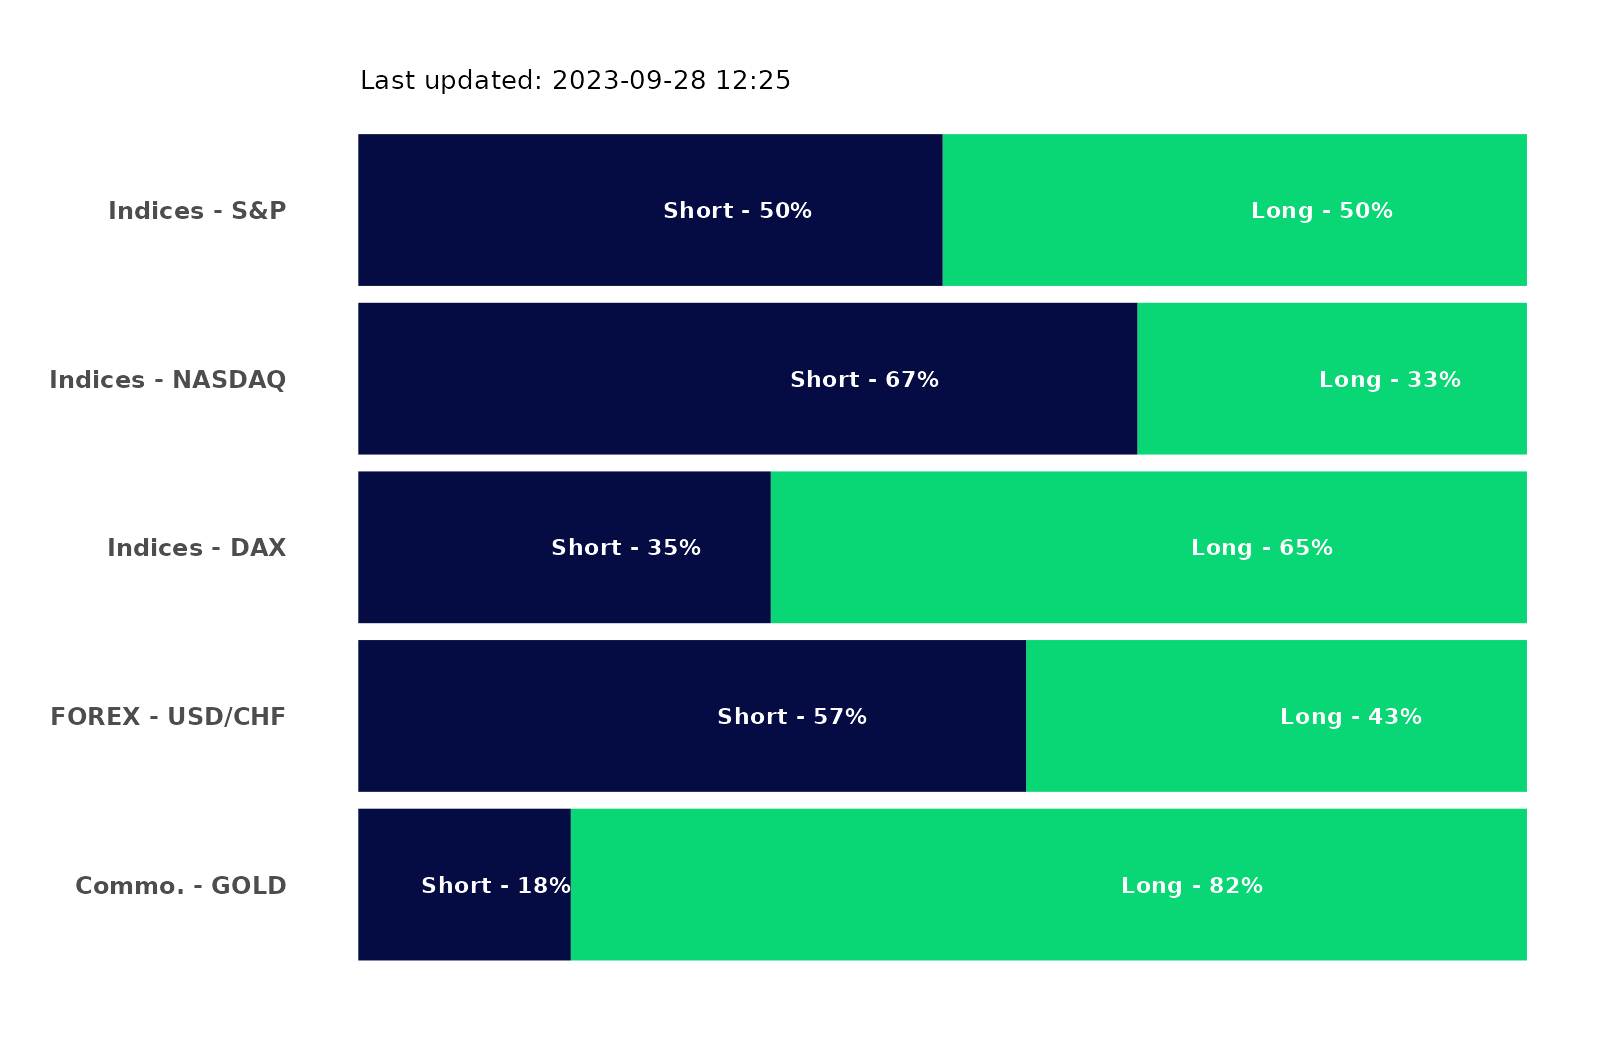 Last updated: 2023-09-28 12:25
Indices - S&P Short - 50% Long - 50%
Indices - NASDAQ Short - 67% Long - 33%
Indices - DAX Short - 35% Long - 65%
FOREX - USD/CHF Short - 57% Long - 43%
Commo. - GOLD Short - 18% Long - 82%